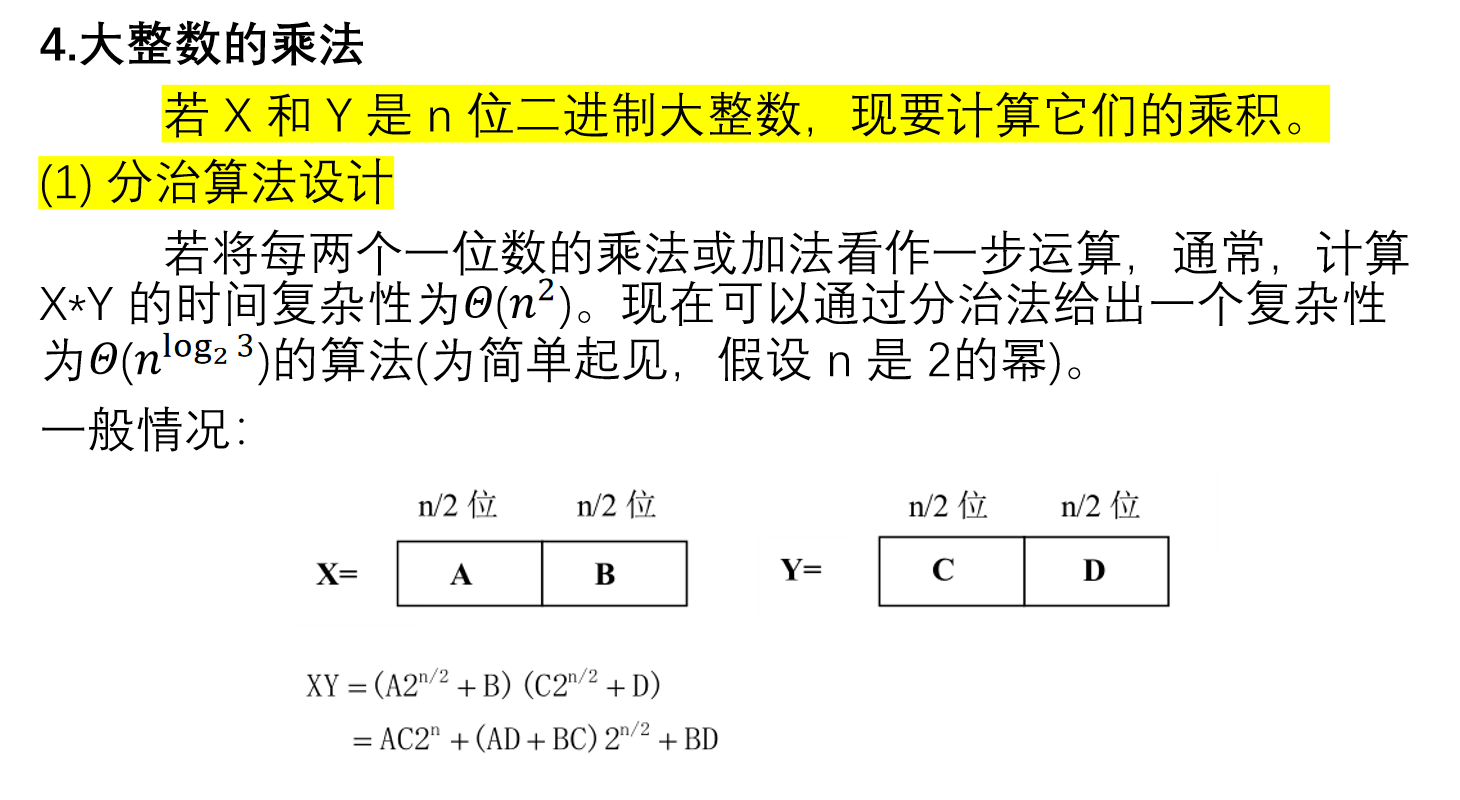 4.大整数的乘法
若 X 和 Y 是 n 位二进制大整数，现要计算它们的乘积。
(1) 分治算法设计
若将每两个一位数的乘法或加法看作一步运算，通常，计算
X*Y 的时间复杂性为Θ(n²)。现在可以通过分治法给出一个复杂性
为Θ(n^{log₂ 3})的算法(为简单起见，假设 n 是 2的幂)。
一般情况：
n/2 位 n/2 位 n/2 位 n/2 位
X= A B Y= C D
XY = (A2^{n/2} + B) (C2^{n/2} + D)
= AC2^{n} + (AD + BC) 2^{n/2} + BD